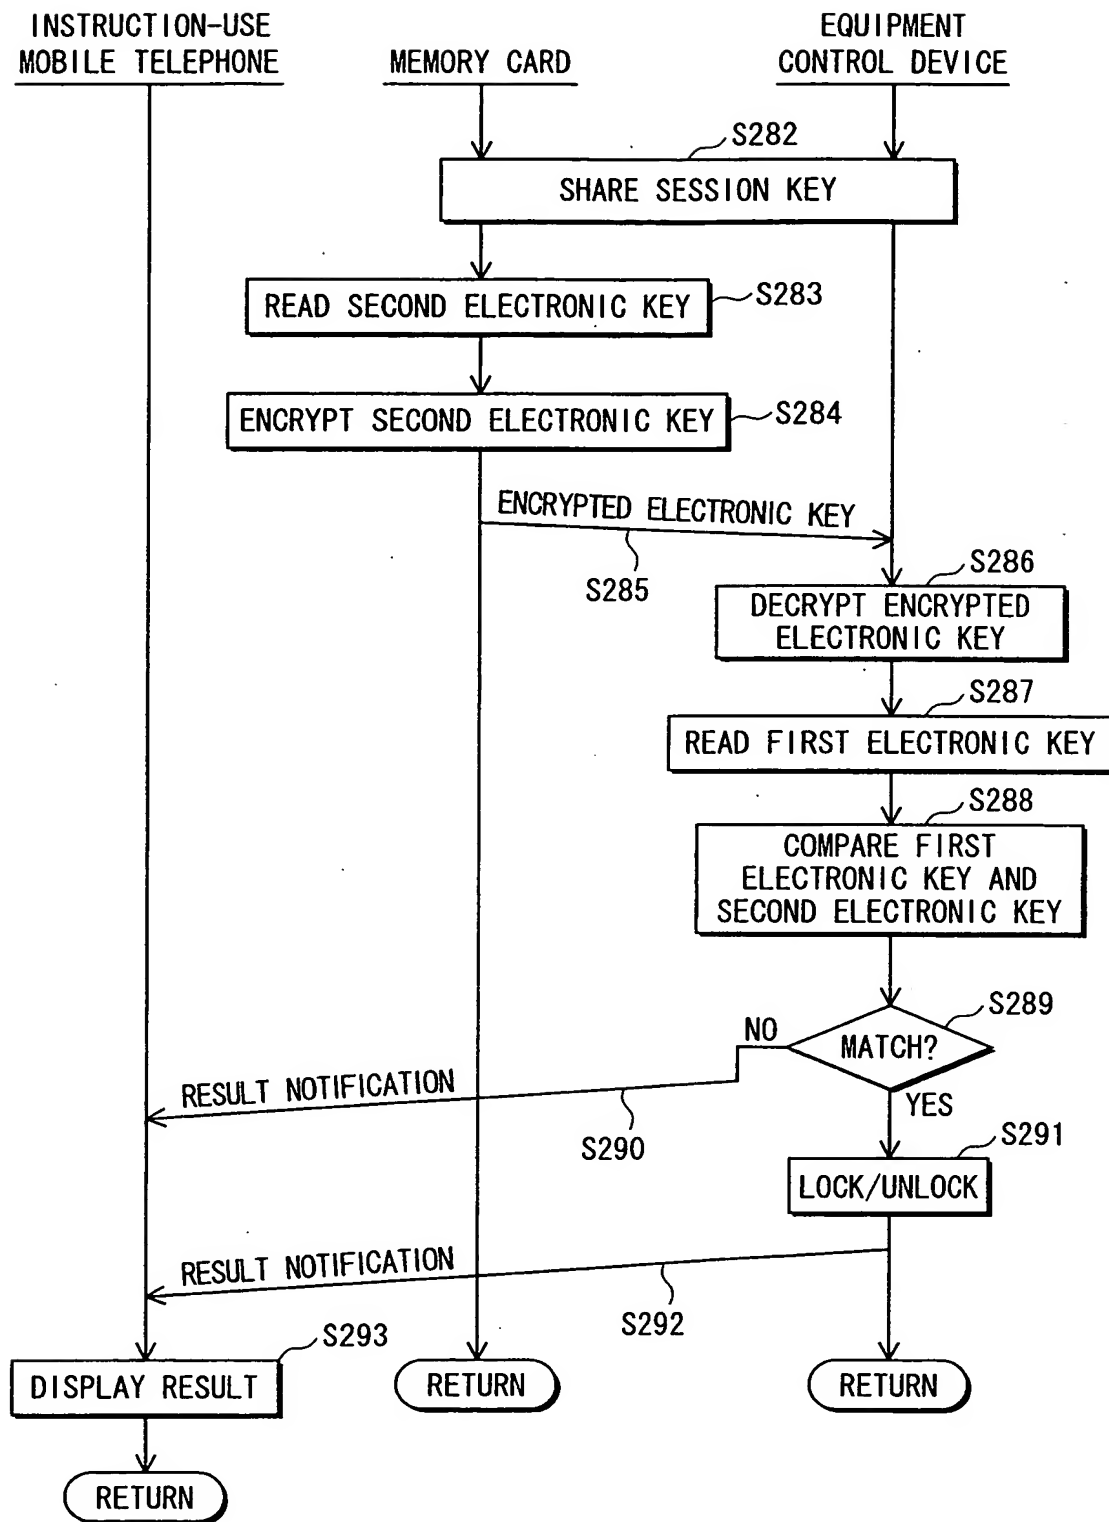 INSTRUCTION-USE
MOBILE TELEPHONE
MEMORY CARD
EQUIPMENT
CONTROL DEVICE
S282
SHARE SESSION KEY
S283
READ SECOND ELECTRONIC KEY
S284
ENCRYPT SECOND ELECTRONIC KEY
ENCRYPTED ELECTRONIC KEY
S285
S286
DECRYPT ENCRYPTED
ELECTRONIC KEY
S287
READ FIRST ELECTRONIC KEY
S288
COMPARE FIRST
ELECTRONIC KEY AND
SECOND ELECTRONIC KEY
S289
MATCH?
NO
YES
RESULT NOTIFICATION
S290
S291
LOCK/UNLOCK
RESULT NOTIFICATION
S292
S293
DISPLAY RESULT
RETURN
RETURN
RETURN